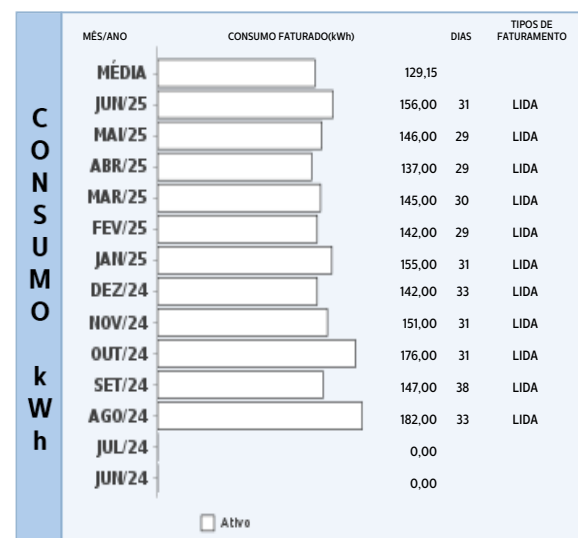 MÊS/ANO CONSUMO FATURADO(kWh) DIAS TIPOS DE FATURAMENTO
CONSUMO kWh
MÉDIA 129,15
JUN/25 156,00 31 LIDA
MAI/25 146,00 29 LIDA
ABR/25 137,00 29 LIDA
MAR/25 145,00 30 LIDA
FEV/25 142,00 29 LIDA
JAN/25 155,00 31 LIDA
DEZ/24 142,00 33 LIDA
NOV/24 151,00 31 LIDA
OUT/24 176,00 31 LIDA
SET/24 147,00 38 LIDA
AGO/24 182,00 33 LIDA
JUL/24 0,00
JUN/24 0,00
Ativo